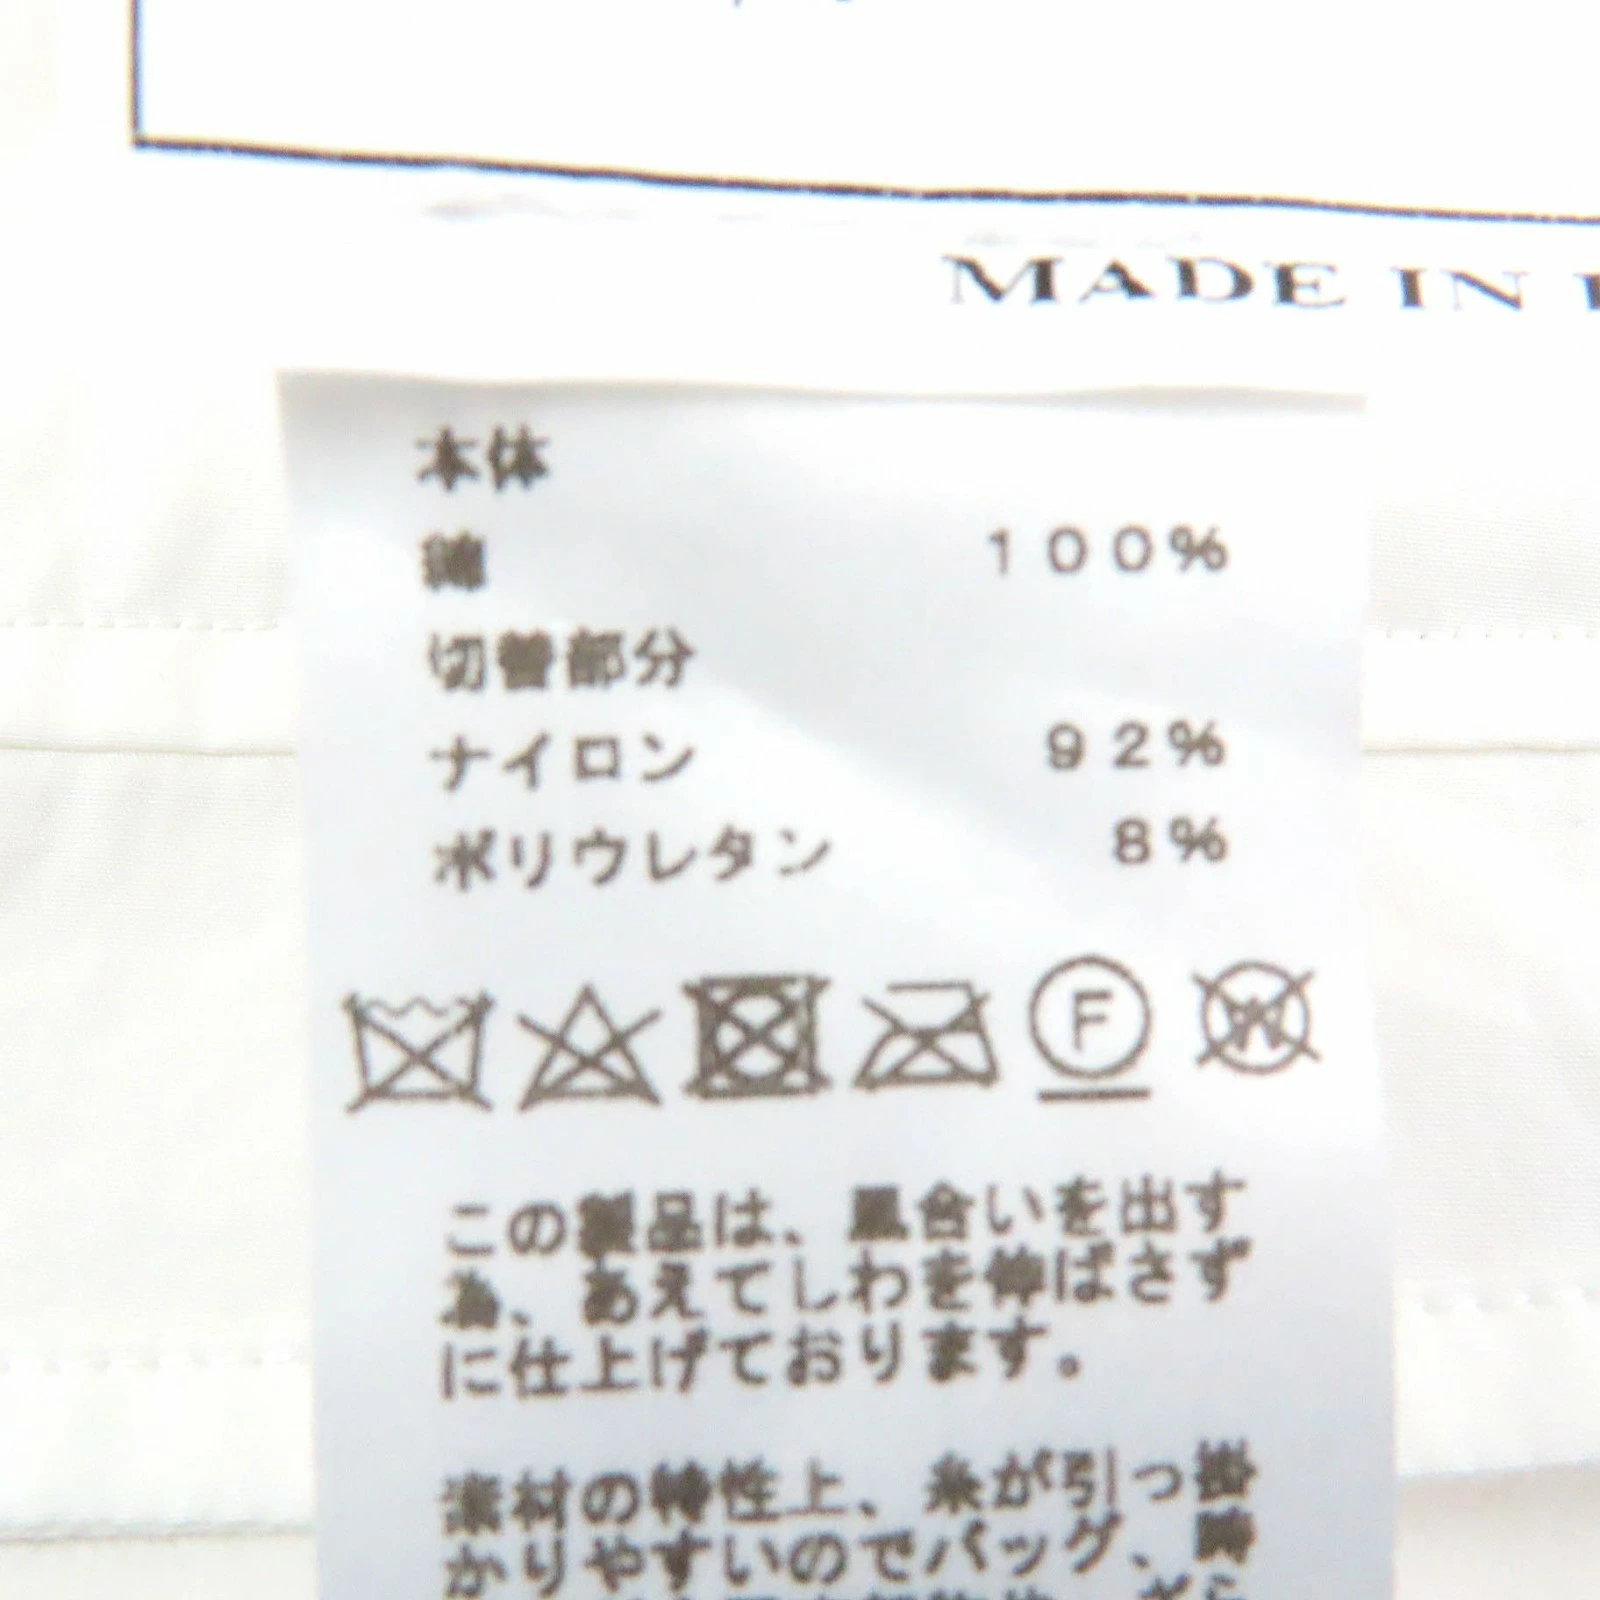 MADE IN
本体
綿 100%
切替部分
ナイロン 92%
ポリウレタン 8%
F W
この製品は、風合いを出す
為、あえてしわを伸ばさず
に仕上げております。
素材の特性上、糸が引っ掛
かりやすいのでバッグ、時